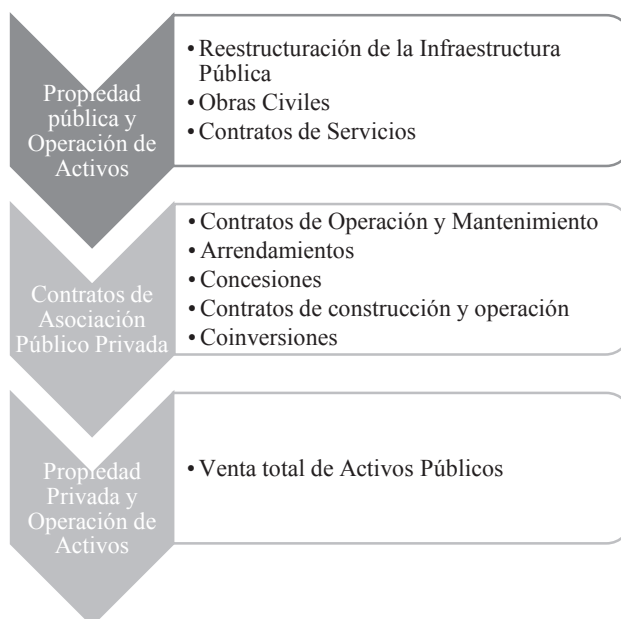 Propiedad
pública y
Operación de
Activos
• Reestructuración de la Infraestructura
Pública
• Obras Civiles
• Contratos de Servicios
Contratos de
Asociación
Público Privada
• Contratos de Operación y Mantenimiento
• Arrendamientos
• Concesiones
• Contratos de construcción y operación
• Coinversiones
Propiedad
Privada y
Operación de
Activos
• Venta total de Activos Públicos